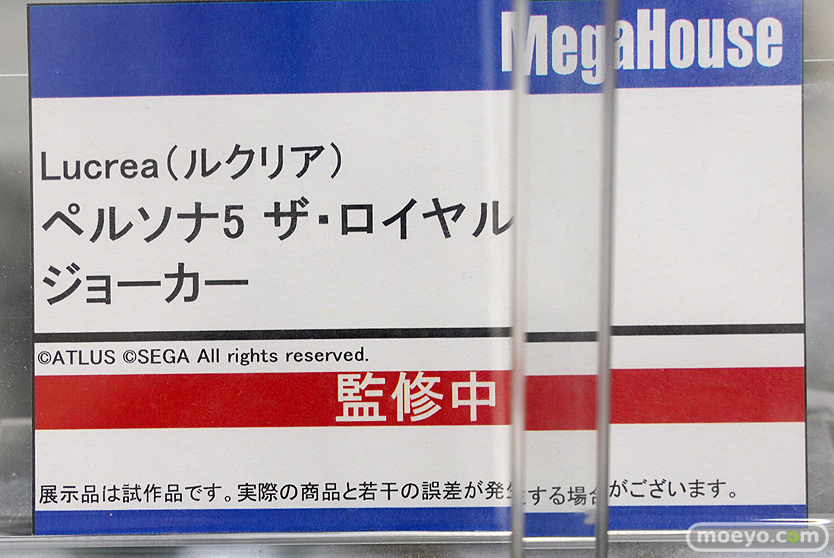 MegaHouse
Lucrea(ルクリア)
ペルソナ5 ザ・ロイヤル
ジョーカー
©ATLUS ©SEGA All rights reserved.
監修中
展示品は試作品です。実際の商品と若干の誤差が発生する場合がございます。
moeyo.com